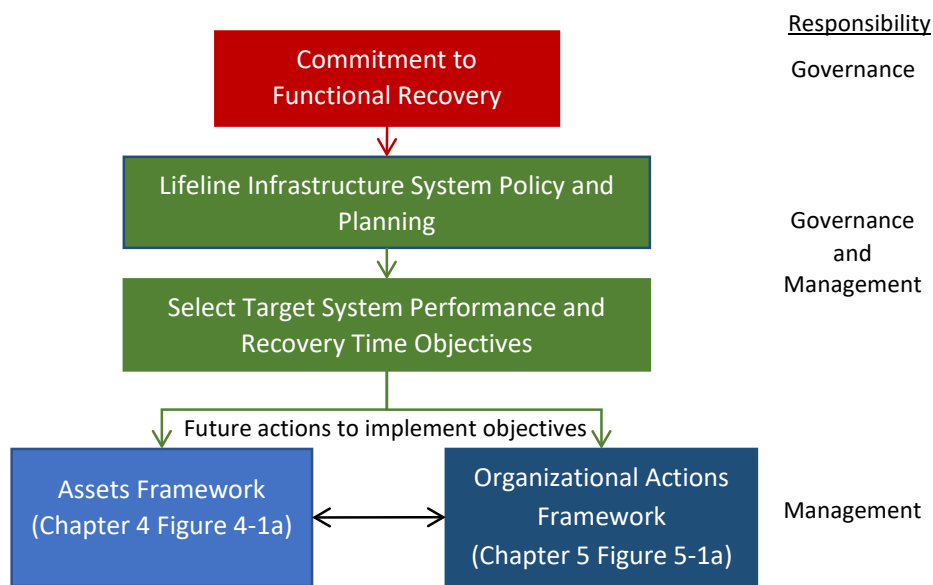 Responsibility
Commitment to
Functional Recovery
Governance
Lifeline Infrastructure System Policy and
Planning
Governance
and
Management
Select Target System Performance and
Recovery Time Objectives
Future actions to implement objectives
Assets Framework
(Chapter 4 Figure 4-1a)
Organizational Actions
Framework
(Chapter 5 Figure 5-1a)
Management